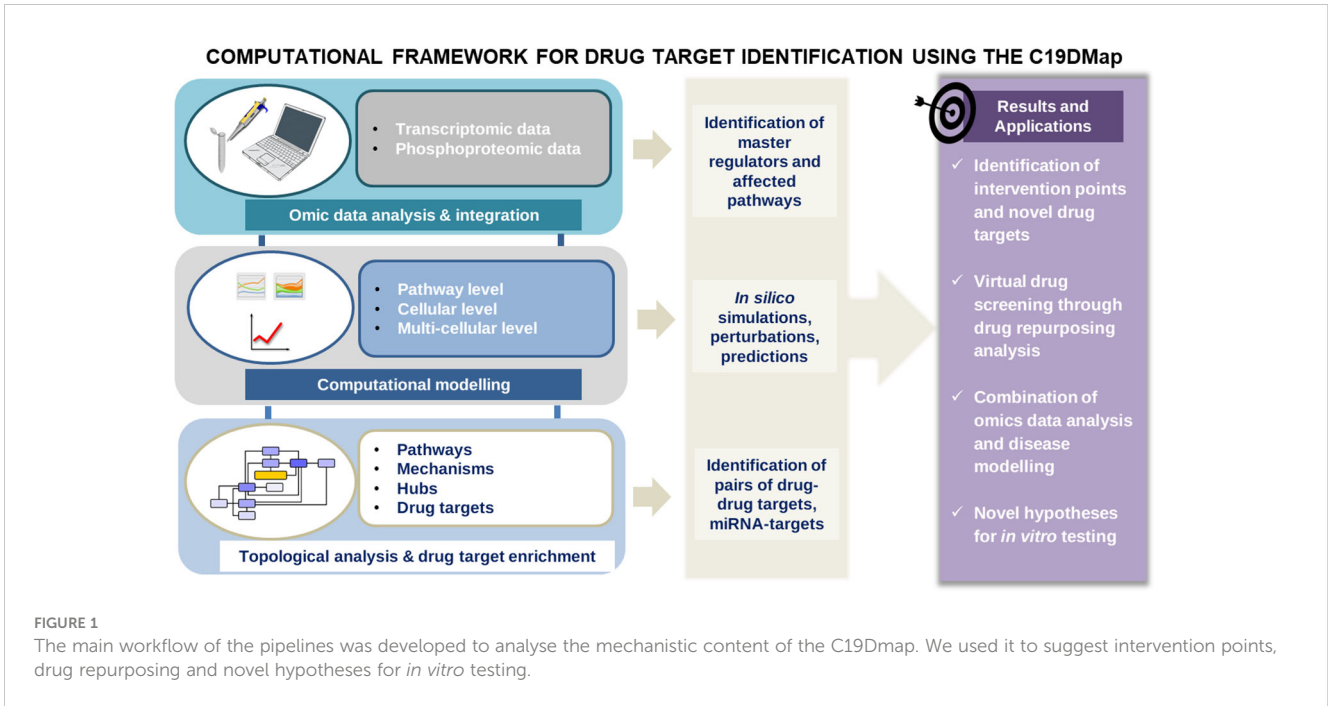 COMPUTATIONAL FRAMEWORK FOR DRUG TARGET IDENTIFICATION USING THE C19DMap
• Transcriptomic data
• Phosphoproteomic data
Omic data analysis & integration
Identification of
master
regulators and
affected
pathways
• Pathway level
• Cellular level
• Multi-cellular level
Computational modelling
In silico
simulations,
perturbations,
predictions
• Pathways
• Mechanisms
• Hubs
• Drug targets
Topological analysis & drug target enrichment
Identification of
pairs of drug-
drug targets,
miRNA-targets
Results and
Applications
✓ Identification of
intervention points
and novel drug
targets
✓ Virtual drug
screening through
drug repurposing
analysis
✓ Combination of
omics data analysis
and disease
modelling
✓ Novel hypotheses
for in vitro testing
FIGURE 1
The main workflow of the pipelines was developed to analyse the mechanistic content of the C19Dmap. We used it to suggest intervention points,
drug repurposing and novel hypotheses for in vitro testing.